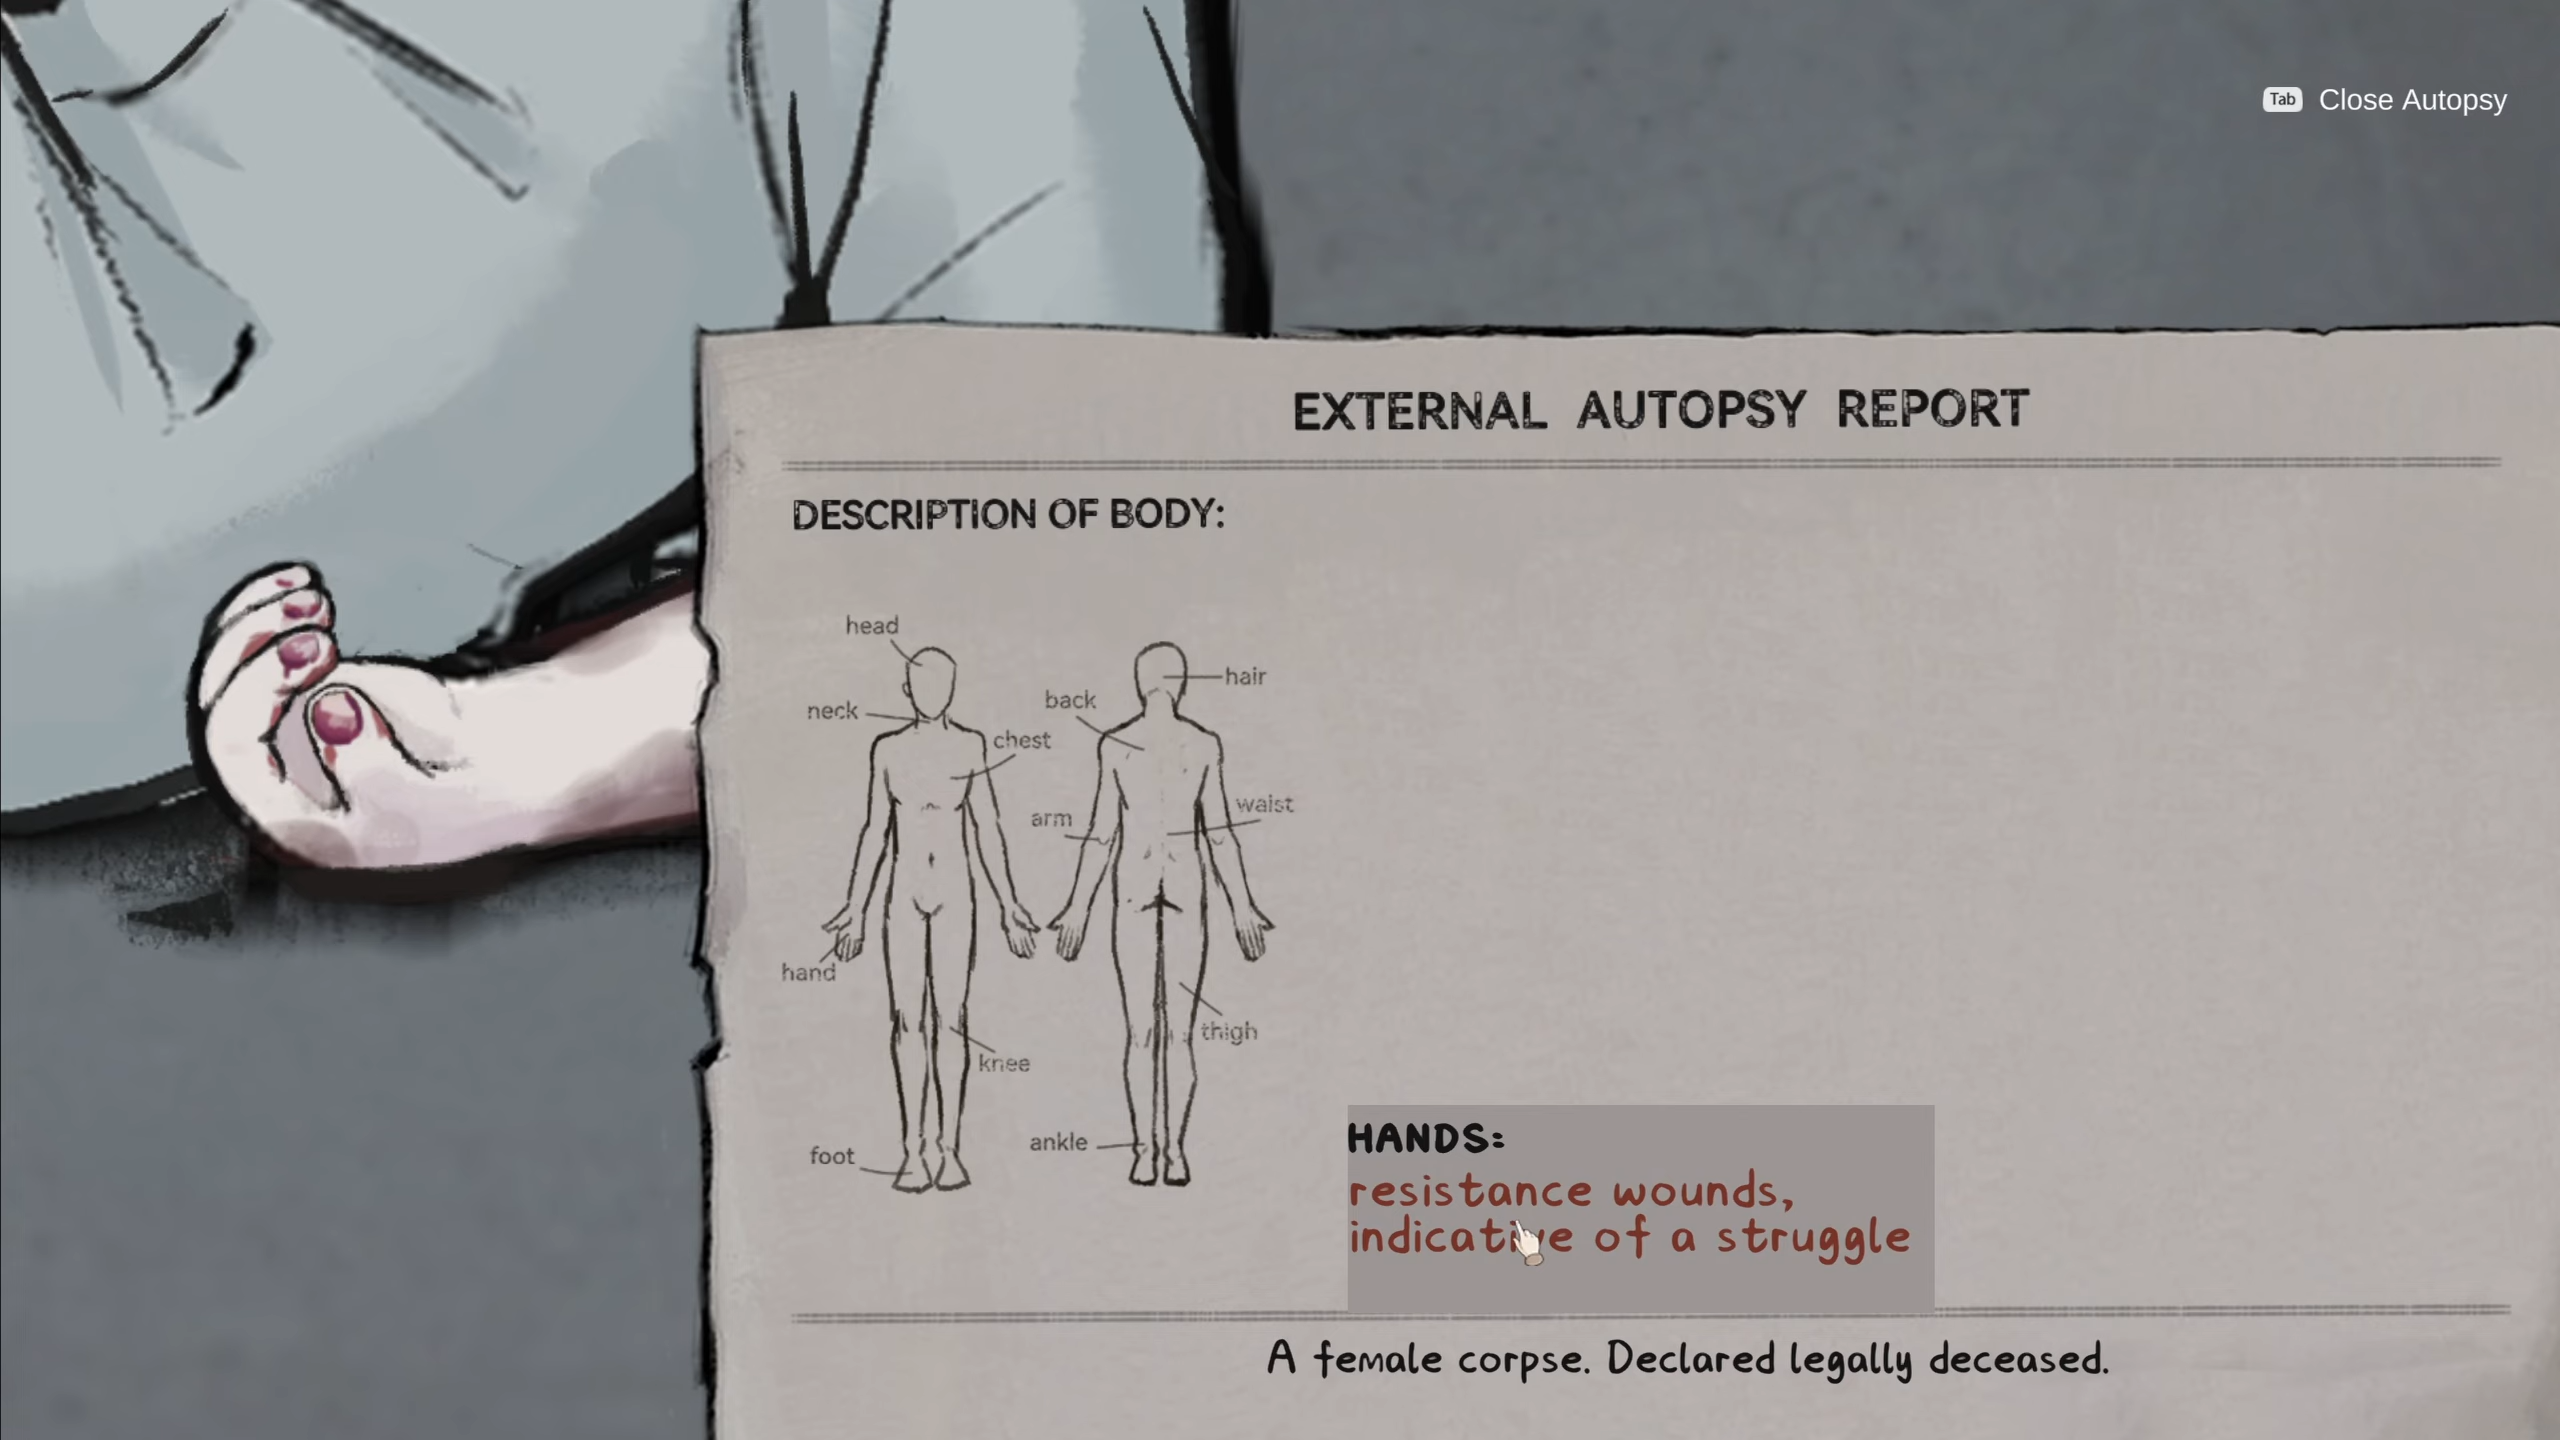 Tab Close Autopsy
EXTERNAL AUTOPSY REPORT
DESCRIPTION OF BODY:
head
hair
back
neck
chest
waist
arm
hand
thigh
knee
ankle
foot
HANDS:
resistance wounds,
indicative of a struggle
A female corpse. Declared legally deceased.